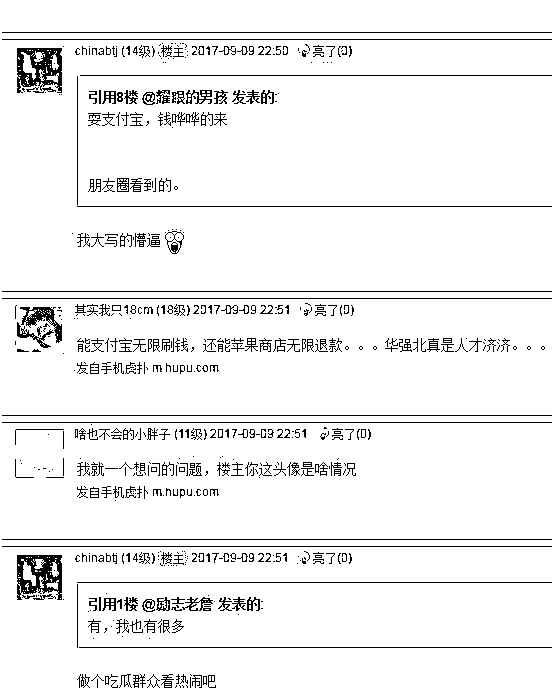 chinabtj (14级) 楼主 2017-09-09 22:50 亮了(0)
引用8楼 @耀眼的男孩 发表的:
耍支付宝，钱哗哗的来
朋友圈看到的。
我大写的懵逼
其实我只18cm (18级) 2017-09-09 22:51 亮了(0)
能支付宝无限刷钱，还能苹果商店无限退款。。。华强北真是人才济济。。。
发自手机虎扑 m.hupu.com
啥也不会的小胖子 (11级) 2017-09-09 22:51 亮了(0)
我就一个想问的问题，楼主你这头像是啥情况
发自手机虎扑 m.hupu.com
chinabtj (14级) 楼主 2017-09-09 22:51 亮了(0)
引用1楼 @励志老詹 发表的:
有，我也有很多
做个吃瓜群众看热闹吧